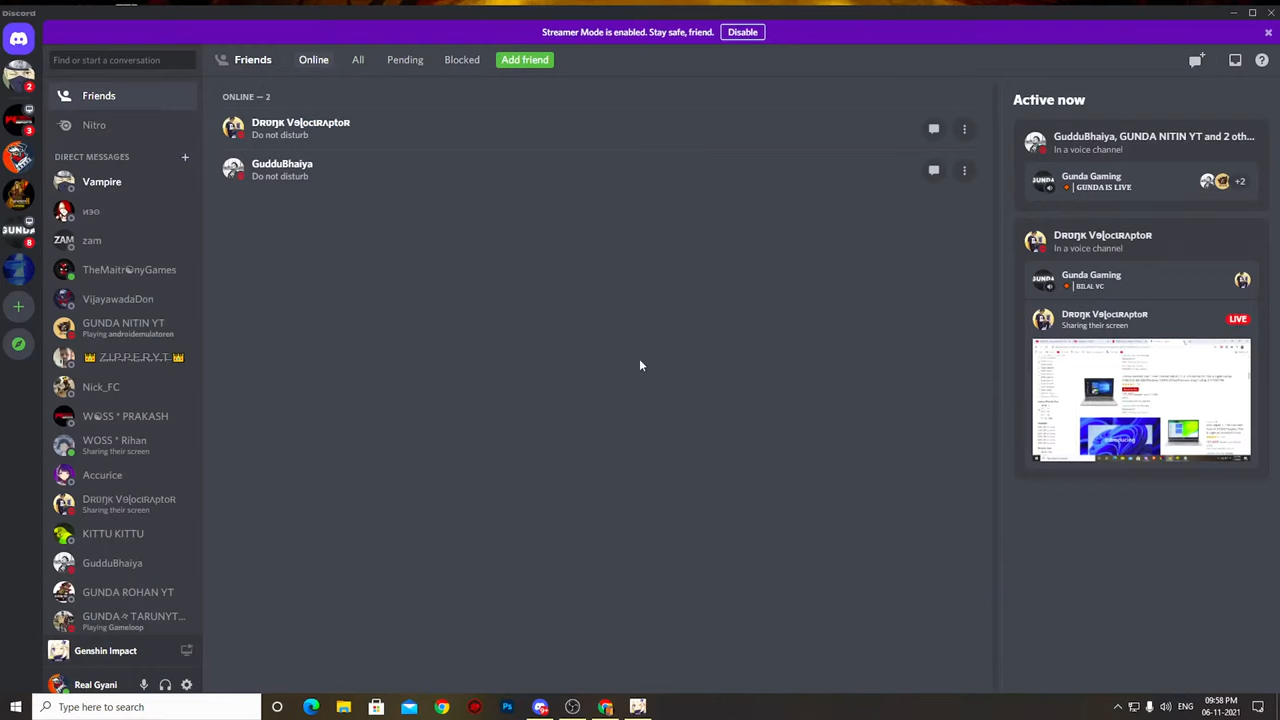 Discord
Streamer Mode is enabled. Stay safe, friend. Disable
Find or start a conversation
Friends
Online
All
Pending
Blocked
Add friend
Friends
Nitro
DIRECT MESSAGES
Vampire
изэ
zam
VijayawadaDon
GUNDA NITIN YT
Playing androidemulatoren
Z.I.P.P.E.R.Y.T
Nick_FC
WOSS * Rihan
Sharing their screen
Accurice
Sharing their screen
KITTU KITTU
GudduBhaiya
GUNDA ROHAN YT
Playing Gameloop
Genshin Impact
Real Gyani
2
3
8
ONLINE — 2
Do not disturb
GudduBhaiya
Do not disturb
Active now
GudduBhaiya, GUNDA NITIN YT and 2 oth...
In a voice channel
Gunda Gaming
GUNDA IS LIVE
+2
In a voice channel
Gunda Gaming
BILAL VC
LIVE
Sharing their screen
Introducing
Type here to search
ENG
09:58 PM
06-11-2021